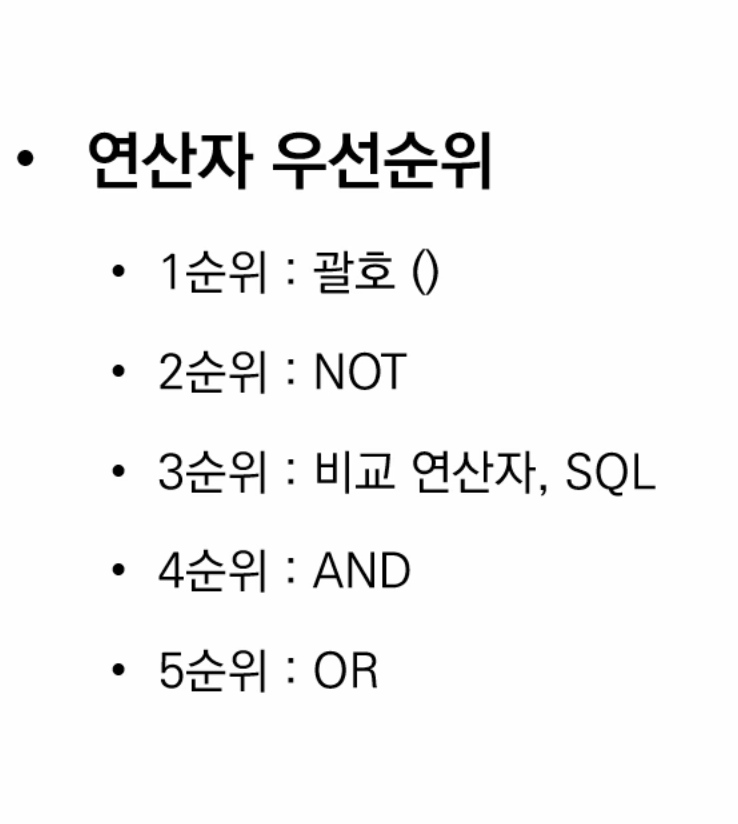 • 연산자 우선순위
• 1순위 : 괄호 ()
• 2순위 : NOT
• 3순위 : 비교 연산자, SQL
• 4순위 : AND
• 5순위 : OR